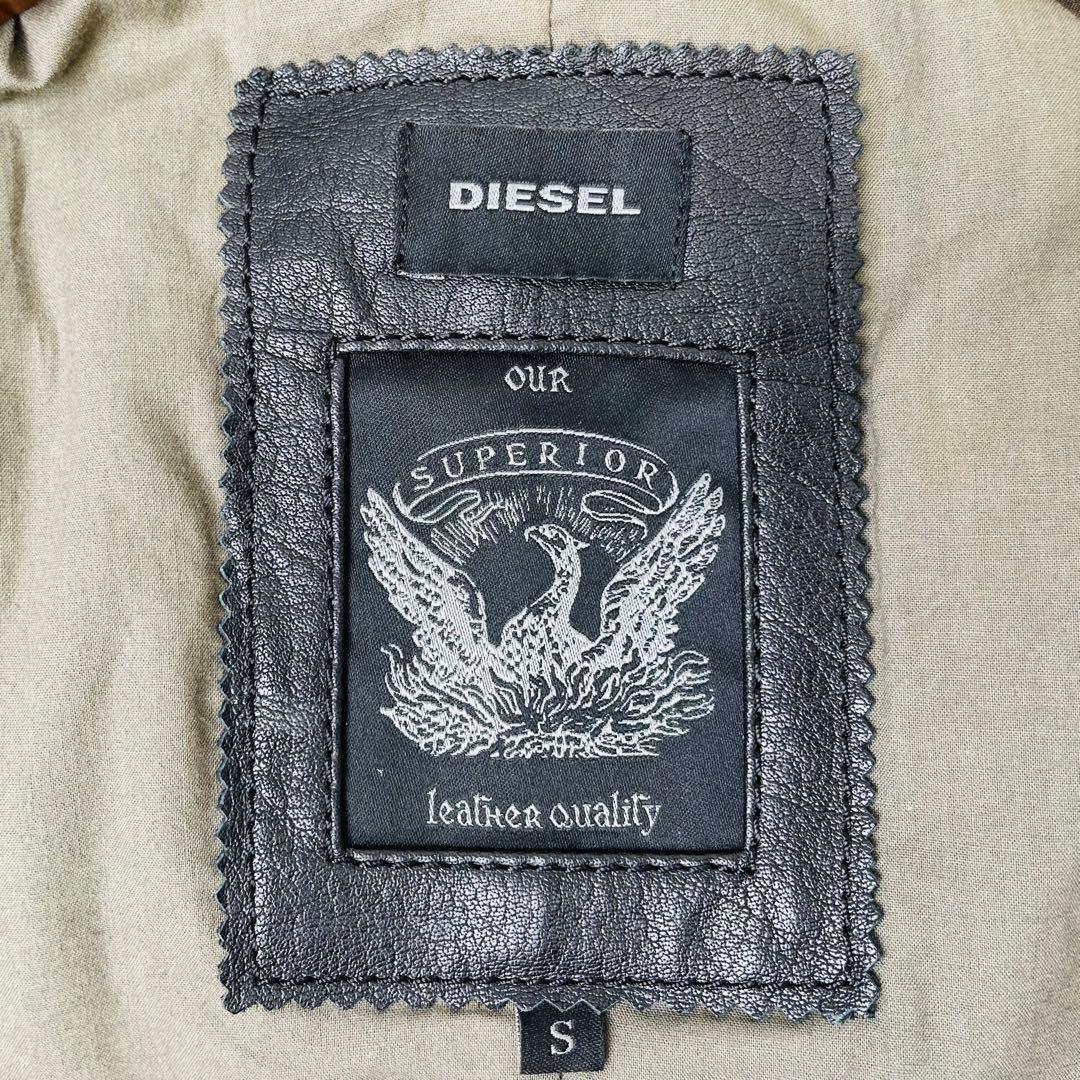 DIESEL
OUR
SUPERIOR
leatHER QUality
S